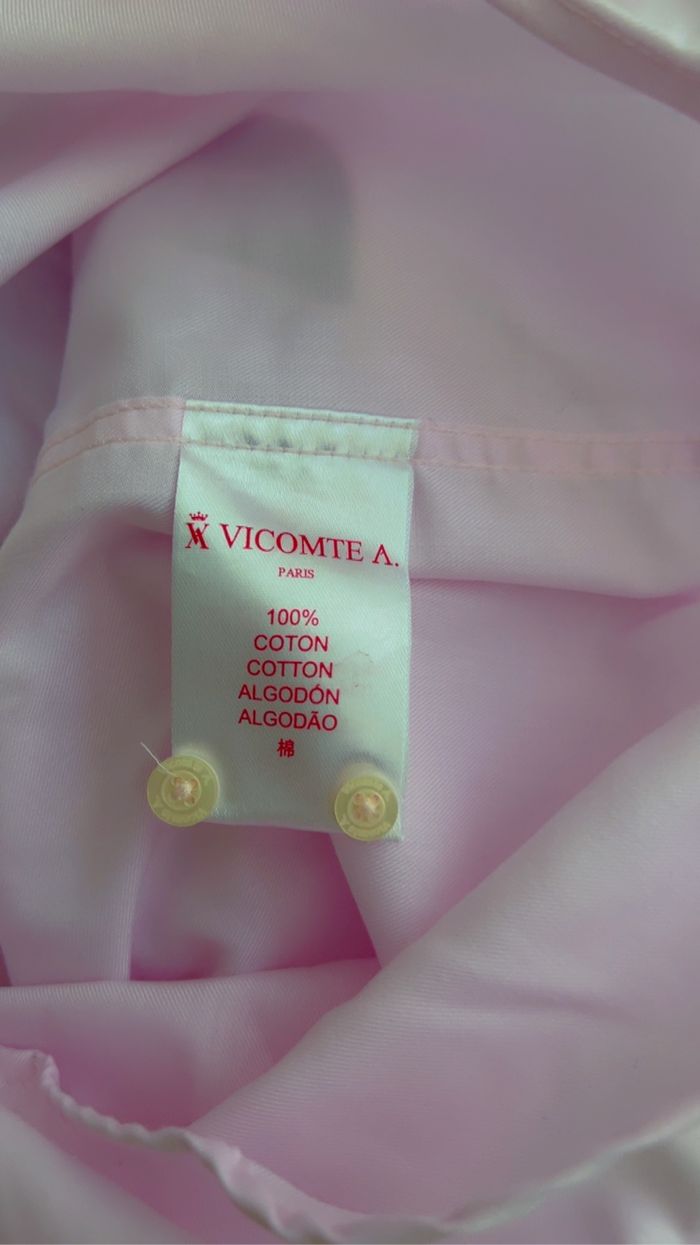 VICOMTE A.
PARIS
100%
COTON
COTTON
ALGODÓN
ALGODÃO
棉